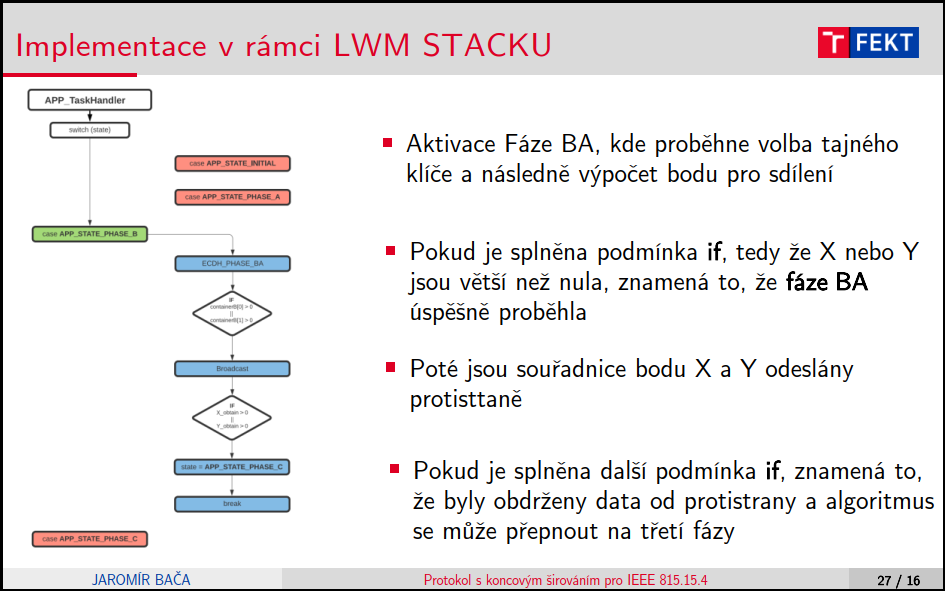 Implementace v rámci LWM STACKU
T FEKT
APP_TaskHandler
switch (state)
case APP_STATE_INITIAL
case APP_STATE_PHASE_A
case APP_STATE_PHASE_B
ECDH_PHASE_BA
IF
containerB[0] > 0
||
containerB[1] > 0
Broadcast
IF
X_obtain > 0
||
Y_obtain > 0
state = APP_STATE_PHASE_C
break
case APP_STATE_PHASE_C
Aktivace Fáze BA, kde proběhne volba tajného
klíče a následně výpočet bodu pro sdílení
Pokud je splněna podmínka if, tedy že X nebo Y
jsou větší než nula, znamená to, že fáze BA
úspěšně proběhla
Poté jsou souřadnice bodu X a Y odeslány
protisttaně
Pokud je splněna další podmínka if, znamená to,
že byly obdrženy data od protistrany a algoritmus
se může přepnout na třetí fázy
JAROMÍR BAČA
Protokol s koncovým šírováním pro IEEE 815.15.4
27 / 16